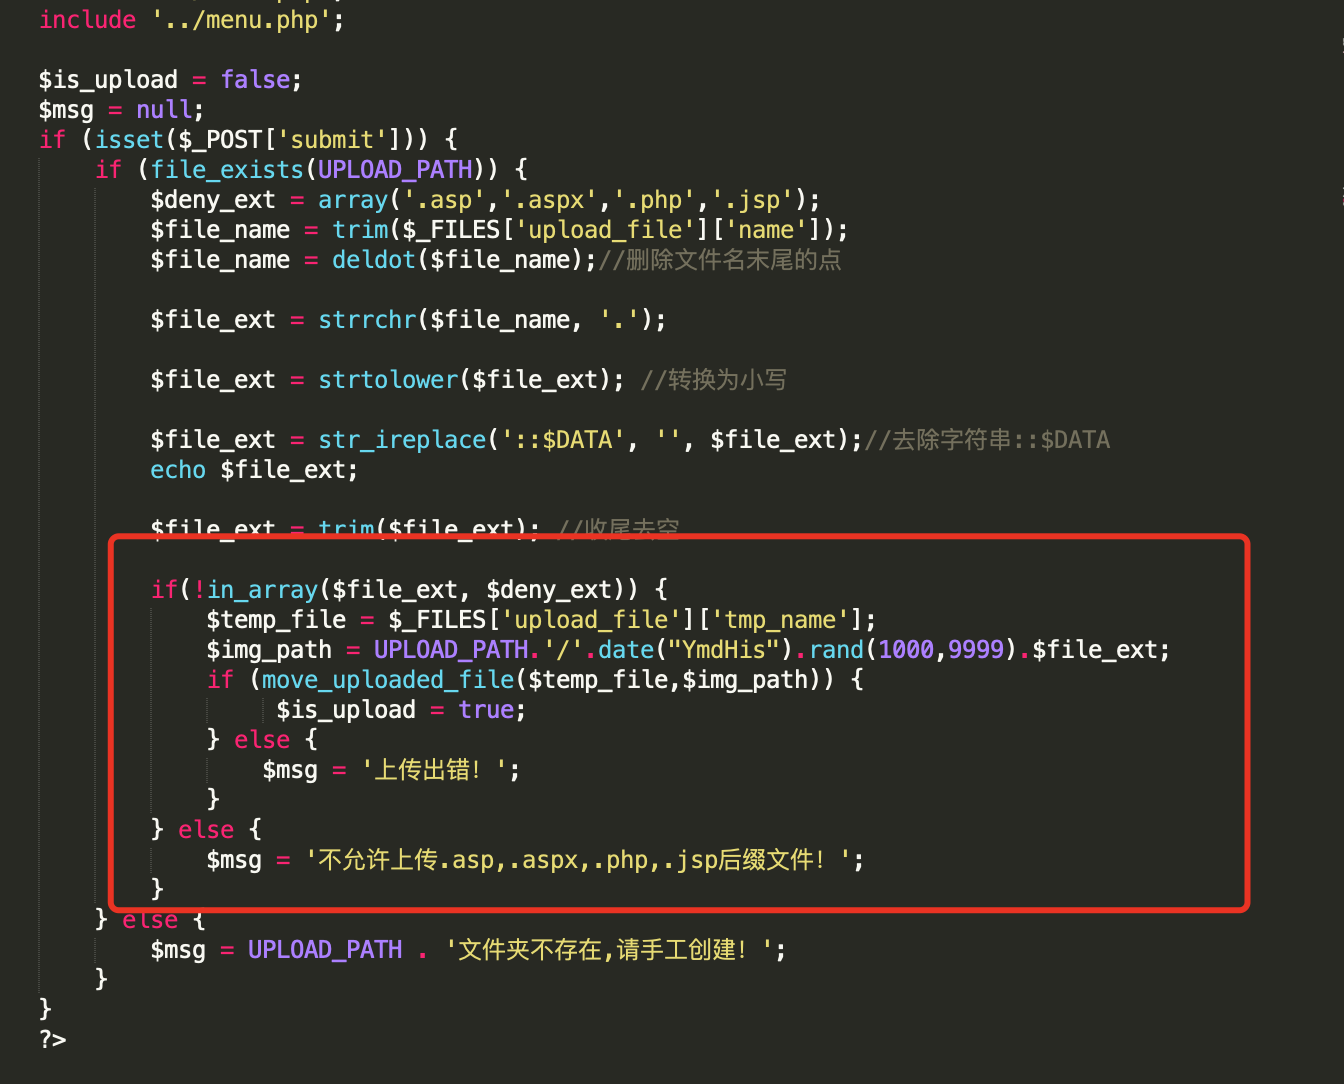 include '../menu.php';
$is_upload = false;
$msg = null;
if (isset($_POST['submit'])) {
    if (file_exists(UPLOAD_PATH)) {
        $deny_ext = array('.asp','.aspx','.php','.jsp');
        $file_name = trim($_FILES['upload_file']['name']);
        $file_name = deldot($file_name);//删除文件名末尾的点
        $file_ext = strrchr($file_name, '.');
        $file_ext = strtolower($file_ext); //转换为小写
        $file_ext = str_ireplace('::$DATA', '', $file_ext);//去除字符串::$DATA
        echo $file_ext;
        $file_ext = trim($file_ext); //收尾去空
        if(!in_array($file_ext, $deny_ext)) {
            $temp_file = $_FILES['upload_file']['tmp_name'];
            $img_path = UPLOAD_PATH.'/'.date("YmdHis").rand(1000,9999).$file_ext;
            if (move_uploaded_file($temp_file,$img_path)) {
                 $is_upload = true;
            } else {
                $msg = '上传出错！';
            }
        } else {
            $msg = '不允许上传.asp,.aspx,.php,.jsp后缀文件！';
        }
    } else {
        $msg = UPLOAD_PATH . '文件夹不存在,请手工创建！';
    }
}
?>